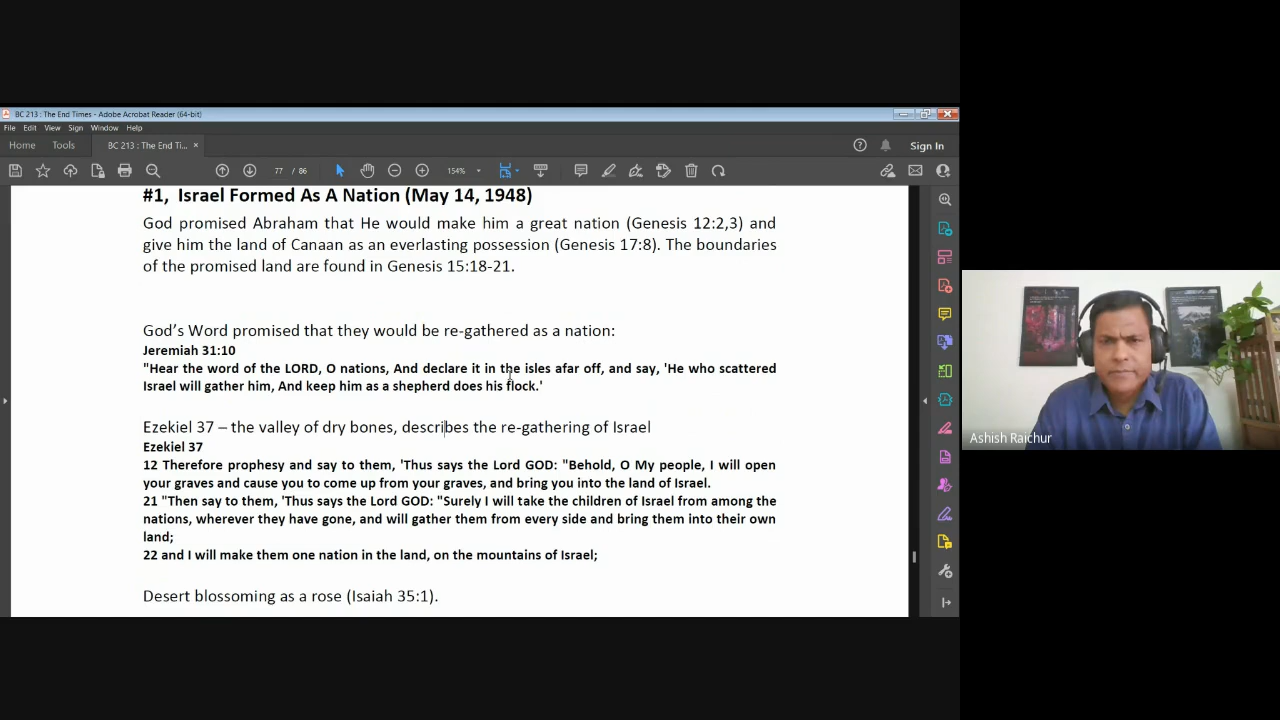 BC 213 : The End Times - Adobe Acrobat Reader (64-bit)
File Edit View Sign Window Help
Home Tools BC 213 : The End Ti... × Sign In
77 / 86 154%
#1, Israel Formed As A Nation (May 14, 1948)
God promised Abraham that He would make him a great nation (Genesis 12:2,3) and
give him the land of Canaan as an everlasting possession (Genesis 17:8). The boundaries
of the promised land are found in Genesis 15:18-21.
God’s Word promised that they would be re-gathered as a nation:
Jeremiah 31:10
"Hear the word of the LORD, O nations, And declare it in the isles afar off, and say, 'He who scattered
Israel will gather him, And keep him as a shepherd does his flock.'
Ezekiel 37 – the valley of dry bones, describes the re-gathering of Israel
Ezekiel 37
12 Therefore prophesy and say to them, 'Thus says the Lord GOD: "Behold, O My people, I will open
your graves and cause you to come up from your graves, and bring you into the land of Israel.
21 "Then say to them, 'Thus says the Lord GOD: "Surely I will take the children of Israel from among the
nations, wherever they have gone, and will gather them from every side and bring them into their own
land;
22 and I will make them one nation in the land, on the mountains of Israel;
Desert blossoming as a rose (Isaiah 35:1).
Ashish Raichur